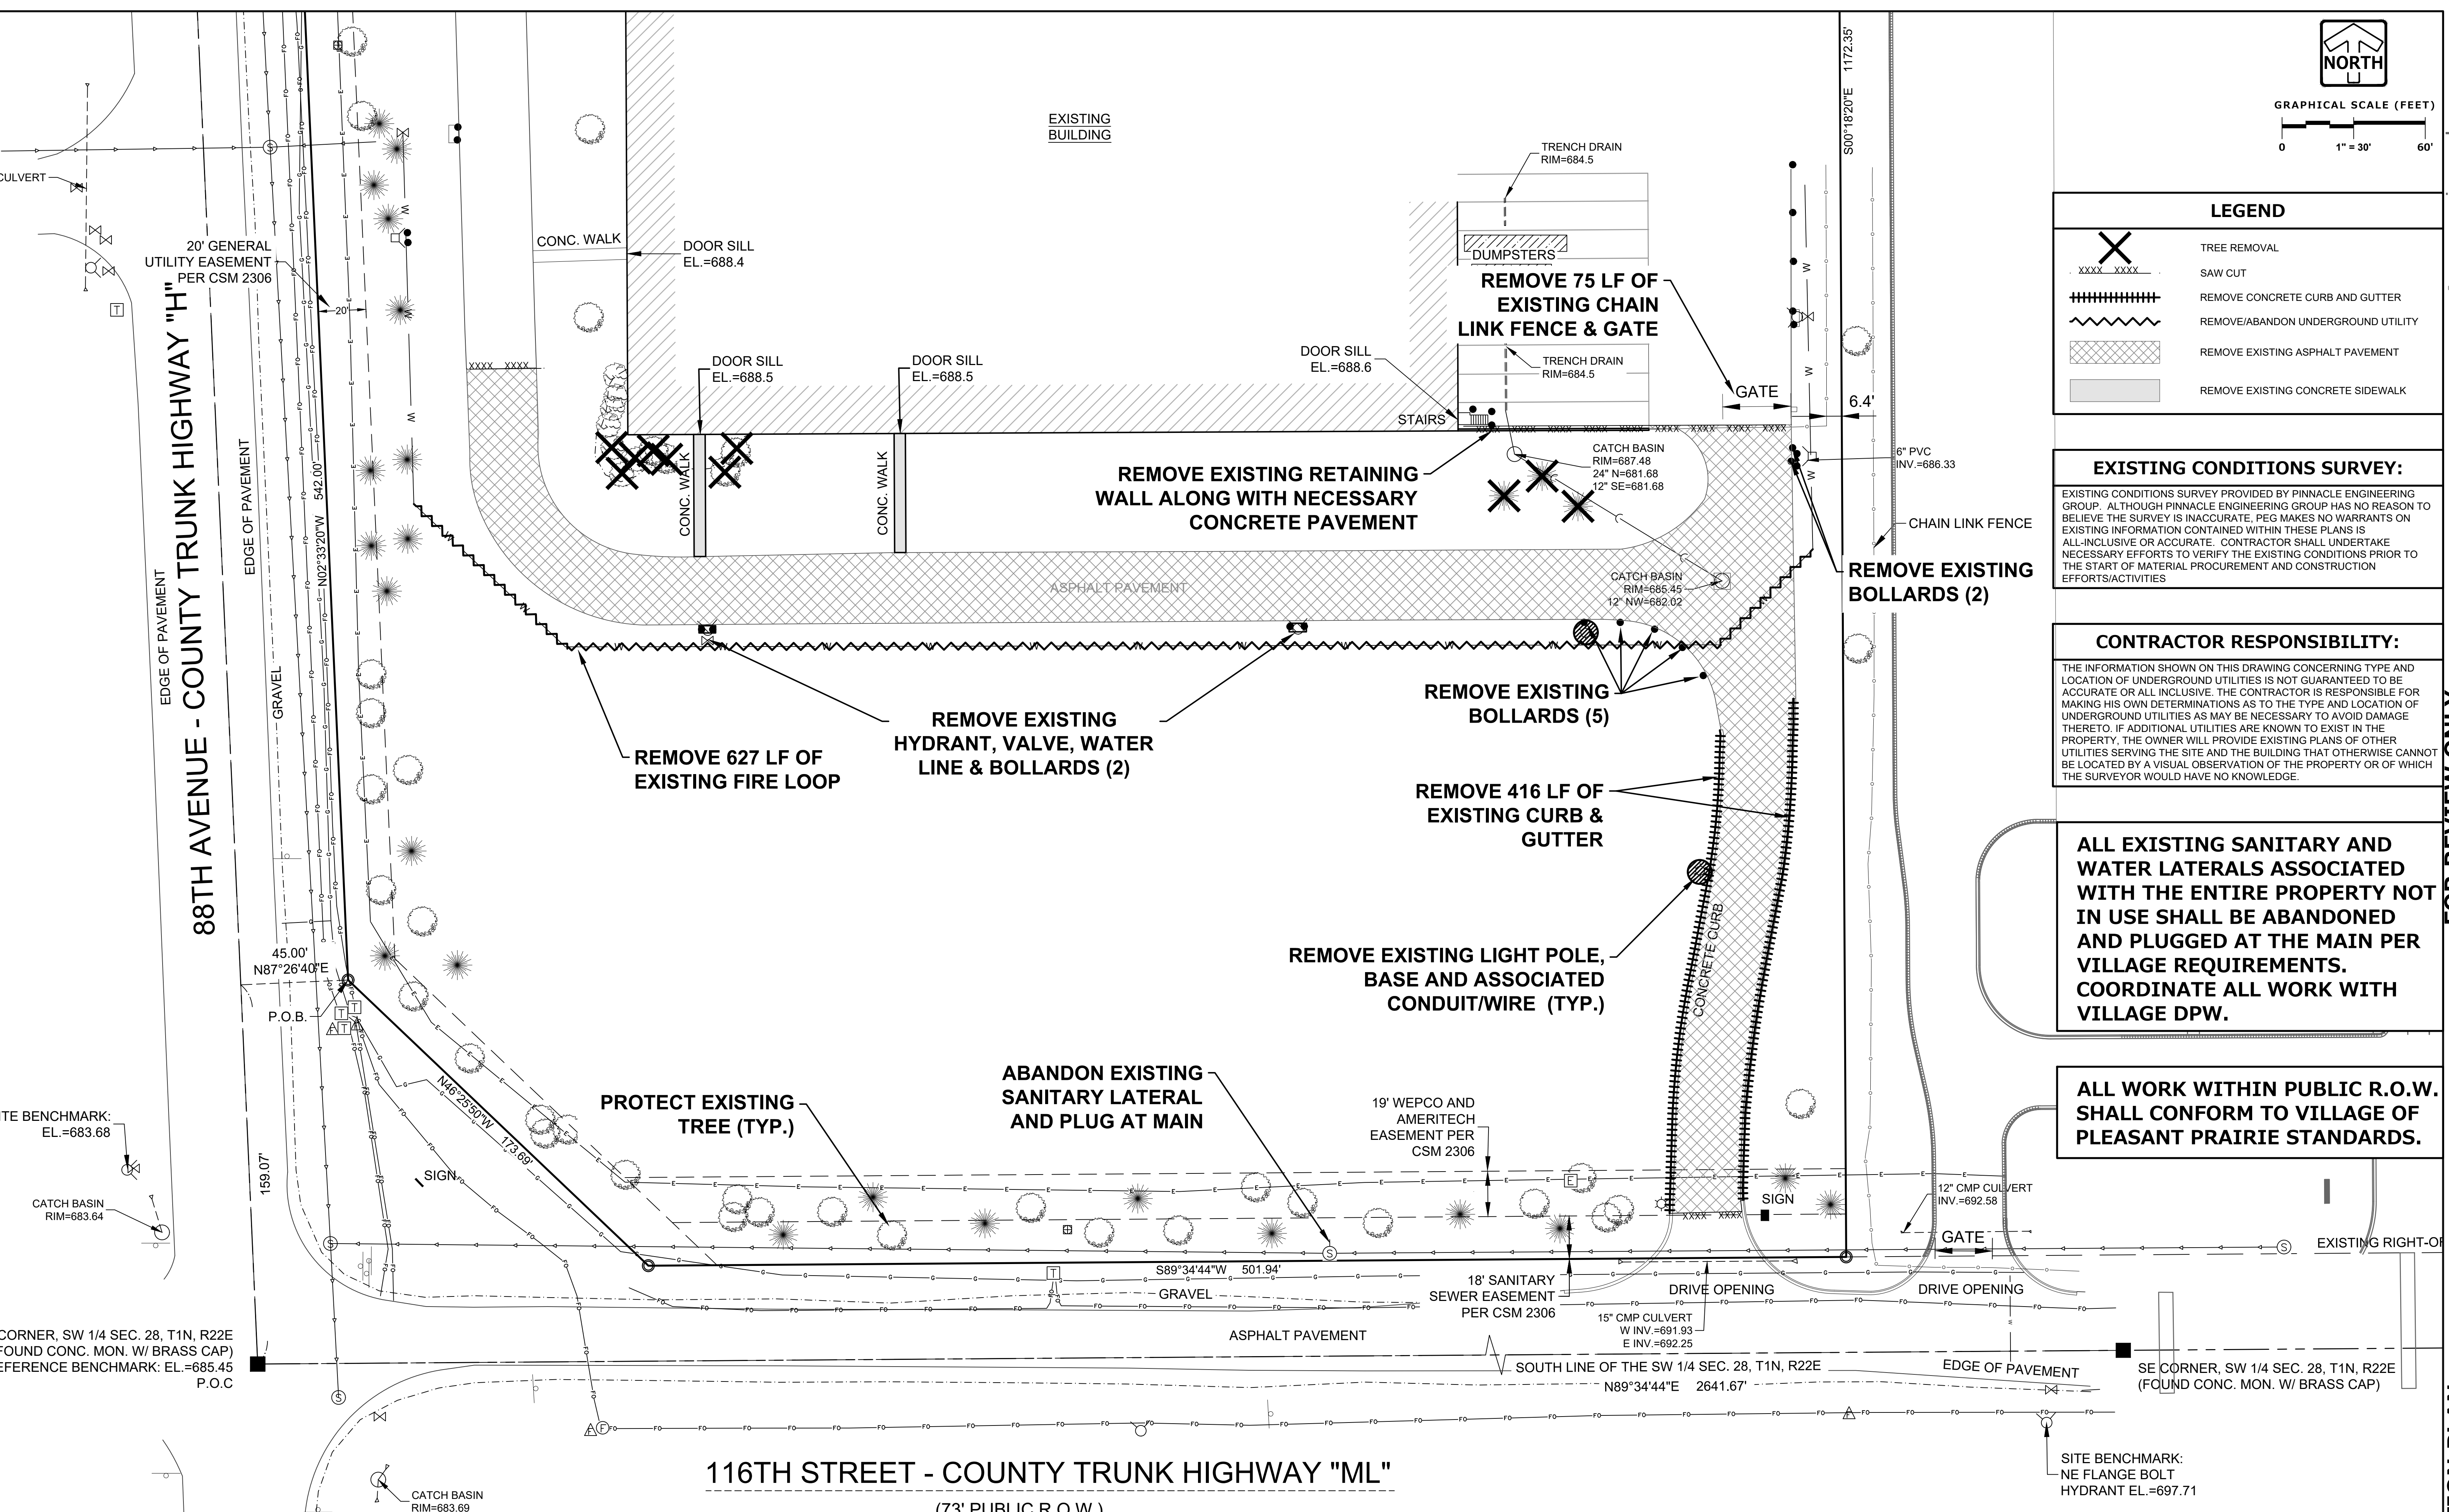 NORTH
GRAPHICAL SCALE (FEET)
0 1" = 30' 60'
LEGEND
TREE REMOVAL
XXXX XXXX SAW CUT
REMOVE CONCRETE CURB AND GUTTER
REMOVE/ABANDON UNDERGROUND UTILITY
REMOVE EXISTING ASPHALT PAVEMENT
REMOVE EXISTING CONCRETE SIDEWALK
EXISTING CONDITIONS SURVEY:
EXISTING CONDITIONS SURVEY PROVIDED BY PINNACLE ENGINEERING
GROUP. ALTHOUGH PINNACLE ENGINEERING GROUP HAS NO REASON TO
BELIEVE THE SURVEY IS INACCURATE, PEG MAKES NO WARRANTS ON
EXISTING INFORMATION CONTAINED WITHIN THESE PLANS IS
ALL-INCLUSIVE OR ACCURATE. CONTRACTOR SHALL UNDERTAKE
NECESSARY EFFORTS TO VERIFY THE EXISTING CONDITIONS PRIOR TO
THE START OF MATERIAL PROCUREMENT AND CONSTRUCTION
EFFORTS/ACTIVITIES
CONTRACTOR RESPONSIBILITY:
THE INFORMATION SHOWN ON THIS DRAWING CONCERNING TYPE AND
LOCATION OF UNDERGROUND UTILITIES IS NOT GUARANTEED TO BE
ACCURATE OR ALL INCLUSIVE. THE CONTRACTOR IS RESPONSIBLE FOR
MAKING HIS OWN DETERMINATIONS AS TO THE TYPE AND LOCATION OF
UNDERGROUND UTILITIES AS MAY BE NECESSARY TO AVOID DAMAGE
THERETO. IF ADDITIONAL UTILITIES ARE KNOWN TO EXIST IN THE
PROPERTY, THE OWNER WILL PROVIDE EXISTING PLANS OF OTHER
UTILITIES SERVING THE SITE AND THE BUILDING THAT OTHERWISE CANNOT
BE LOCATED BY A VISUAL OBSERVATION OF THE PROPERTY OR OF WHICH
THE SURVEYOR WOULD HAVE NO KNOWLEDGE.
ALL EXISTING SANITARY AND
WATER LATERALS ASSOCIATED
WITH THE ENTIRE PROPERTY NOT
IN USE SHALL BE ABANDONED
AND PLUGGED AT THE MAIN PER
VILLAGE REQUIREMENTS.
COORDINATE ALL WORK WITH
VILLAGE DPW.
ALL WORK WITHIN PUBLIC R.O.W.
SHALL CONFORM TO VILLAGE OF
PLEASANT PRAIRIE STANDARDS.
EXISTING
BUILDING
TRENCH DRAIN
RIM=684.5
DUMPSTERS
S00°18'20"E 1172.35'
CULVERT
20' GENERAL
UTILITY EASEMENT
PER CSM 2306
20'
CONC. WALK
DOOR SILL
EL.=688.4
REMOVE 75 LF OF
EXISTING CHAIN
LINK FENCE & GATE
DOOR SILL
EL.=688.5
DOOR SILL
EL.=688.5
DOOR SILL
EL.=688.6
TRENCH DRAIN
RIM=684.5
GATE
6.4'
STAIRS
XXXX XXXX
CONC. WALK
CONC. WALK
REMOVE EXISTING RETAINING
WALL ALONG WITH NECESSARY
CONCRETE PAVEMENT
CATCH BASIN
RIM=687.48
24" N=681.68
12" SE=681.68
6" PVC
INV.=686.33
CHAIN LINK FENCE
REMOVE EXISTING
BOLLARDS (2)
ASPHALT PAVEMENT
CATCH BASIN
RIM=685.45
12" NW=682.02
88TH AVENUE - COUNTY TRUNK HIGHWAY "H"
EDGE OF PAVEMENT
EDGE OF PAVEMENT
GRAVEL
N02°33'20"W 542.00'
REMOVE EXISTING
BOLLARDS (5)
REMOVE EXISTING
HYDRANT, VALVE, WATER
LINE & BOLLARDS (2)
REMOVE 627 LF OF
EXISTING FIRE LOOP
REMOVE 416 LF OF
EXISTING CURB &
GUTTER
CONCRETE CURB
REMOVE EXISTING LIGHT POLE,
BASE AND ASSOCIATED
CONDUIT/WIRE (TYP.)
45.00'
N87°26'40"E
P.O.B.
N46°25'50"W 173.69'
PROTECT EXISTING
TREE (TYP.)
ABANDON EXISTING
SANITARY LATERAL
AND PLUG AT MAIN
19' WEPCO AND
AMERITECH
EASEMENT PER
CSM 2306
ITE BENCHMARK:
EL.=683.68
159.07'
SIGN
CATCH BASIN
RIM=683.64
SIGN
XXXX XXXX
12" CMP CULVERT
INV.=692.58
GATE
EXISTING RIGHT-OF
S89°34'44"W 501.94'
GRAVEL
18' SANITARY
SEWER EASEMENT
PER CSM 2306
DRIVE OPENING
DRIVE OPENING
15" CMP CULVERT
W INV.=691.93
E INV.=692.25
ASPHALT PAVEMENT
CORNER, SW 1/4 SEC. 28, T1N, R22E
FOUND CONC. MON. W/ BRASS CAP)
EFERENCE BENCHMARK: EL.=685.45
P.O.C
SOUTH LINE OF THE SW 1/4 SEC. 28, T1N, R22E
N89°34'44"E 2641.67'
EDGE OF PAVEMENT
SE CORNER, SW 1/4 SEC. 28, T1N, R22E
(FOUND CONC. MON. W/ BRASS CAP)
116TH STREET - COUNTY TRUNK HIGHWAY "ML"
(73' PUBLIC R.O.W.)
CATCH BASIN
RIM=683.69
SITE BENCHMARK:
NE FLANGE BOLT
HYDRANT EL.=697.71